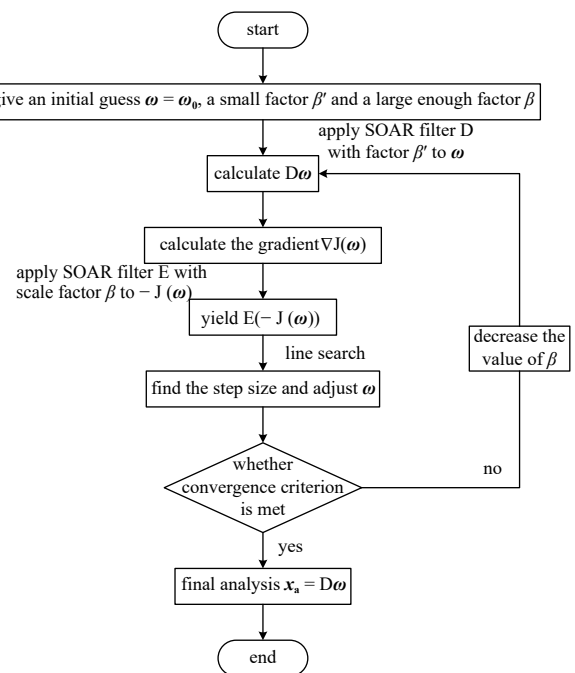 start
ive an initial guess ω = ω₀, a small factor β′ and a large enough factor β
apply SOAR filter D
with factor β′ to ω
calculate Dω
calculate the gradient∇J(ω)
apply SOAR filter E with
scale factor β to − J (ω)
yield E(− J (ω))
line search
find the step size and adjust ω
decrease the
value of β
whether
convergence criterion
is met
no
yes
final analysis xₐ = Dω
end